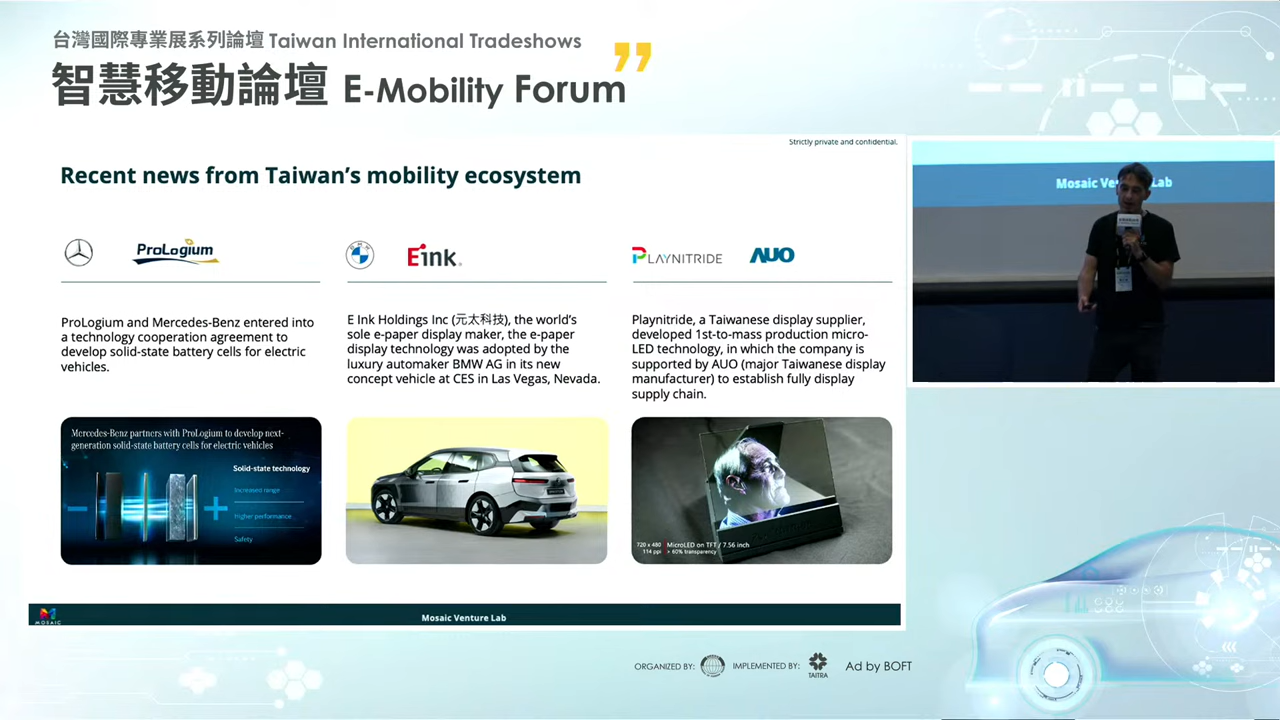 台灣國際專業展系列論壇 Taiwan International Tradeshows
智慧移動論壇 E-Mobility Forum
Strictly private and confidential.
Recent news from Taiwan's mobility ecosystem
PROLOGIUM
BMW
Eink
PLAYNITRIDE
AUO
ProLogium and Mercedes-Benz entered into
a technology cooperation agreement to
develop solid-state battery cells for electric
vehicles.
E Ink Holdings Inc (元太科技), the world's
sole e-paper display maker, the e-paper
display technology was adopted by the
luxury automaker BMW AG in its new
concept vehicle at CES in Las Vegas, Nevada.
Playnitride, a Taiwanese display supplier,
developed 1st-to-mass production micro-
LED technology, in which the company is
supported by AUO (major Taiwanese display
manufacturer) to establish fully display
supply chain.
Mercedes-Benz partners with ProLogium to develop next-
generation solid-state battery cells for electric vehicles
Solid-state technology
Increased range
Higher performance
Safety
720 x 480
114 ppi
MicroLED on TFT / 7.56 inch
> 60% transparency
MOSAIC
Mosaic Venture Lab
Mosaic Ve
Lab
ORGANIZED BY:
IMPLEMENTED BY:
TAITRA
Ad by BOFT